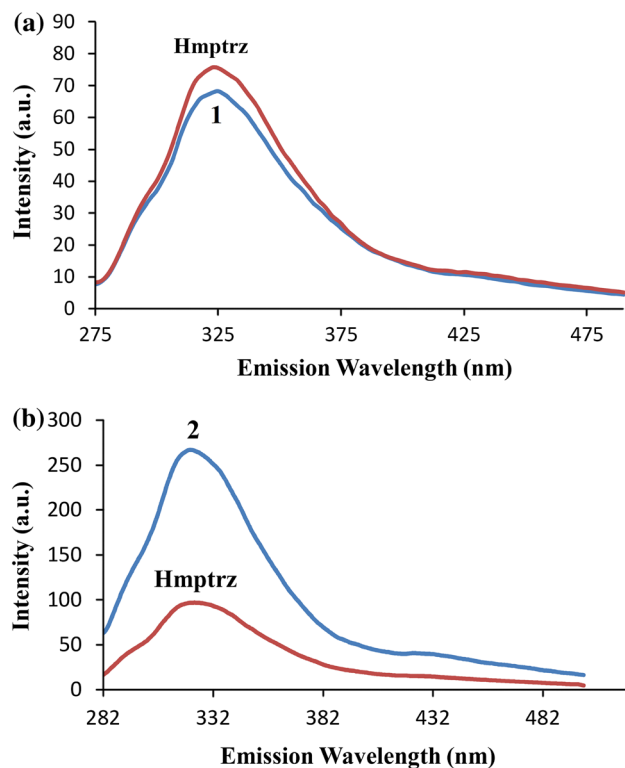 (a)
90
80
70
60
50
40
30
20
10
0
Intensity (a.u.)
Hmptrz
1
275 325 375 425 475
Emission Wavelength (nm)
(b)
300
250
200
150
100
50
0
Intensity (a.u.)
2
Hmptrz
282 332 382 432 482
Emission Wavelength (nm)